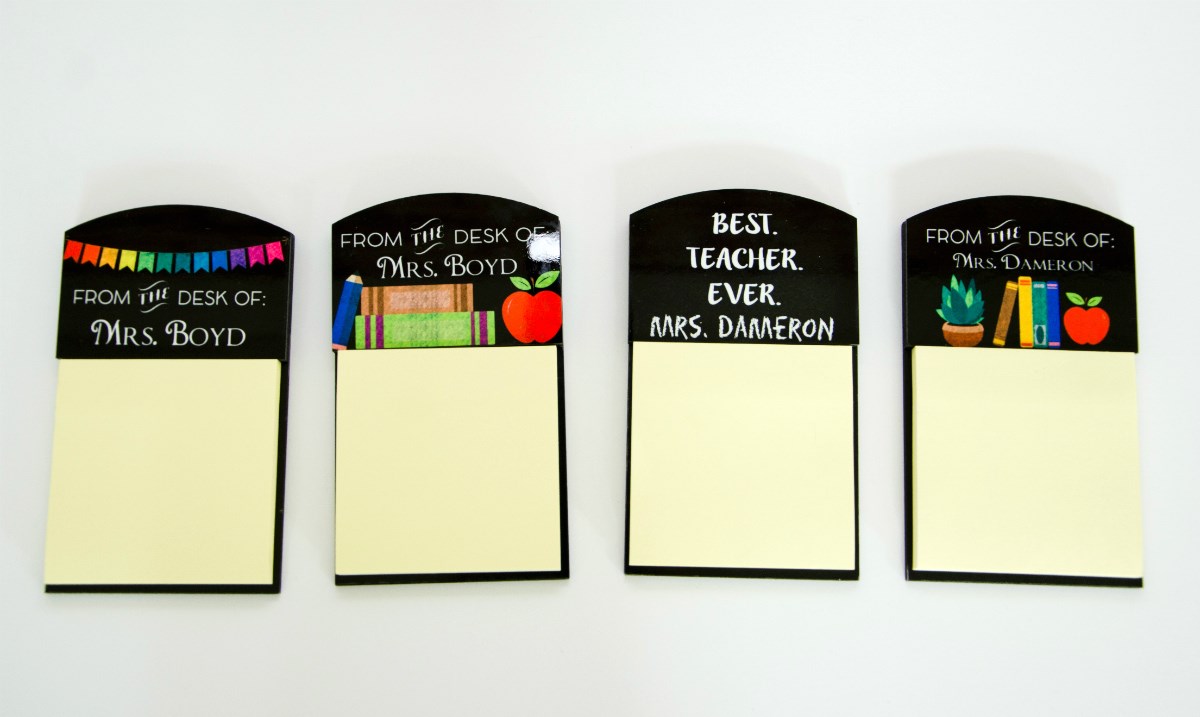 FROM THE DESK OF:
MRS. BOYD
FROM THE DESK OF:
MRS. BOYD
BEST.
TEACHER.
EVER.
MRS. DAMERON
FROM THE DESK OF:
MRS. DAMERON